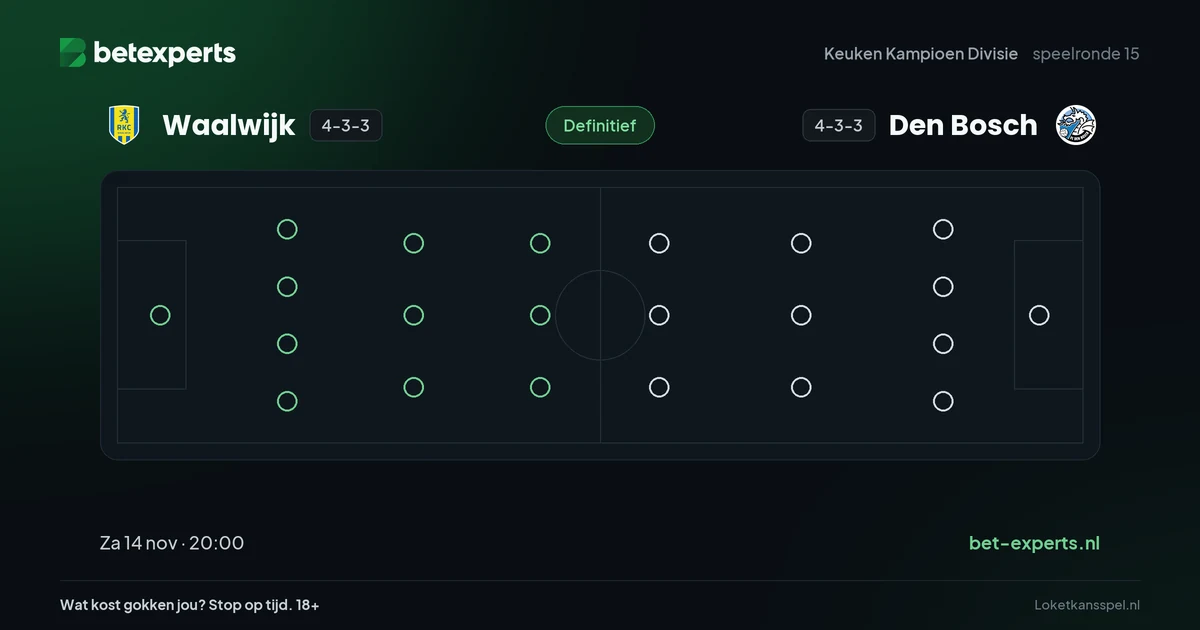 betexperts
Keuken Kampioen Divisie speelronde 15
RKC
Waalwijk 4-3-3
Definitief
4-3-3 Den Bosch
Za 14 nov · 20:00
bet-experts.nl
Wat kost gokken jou? Stop op tijd. 18+
Loketkansspel.nl